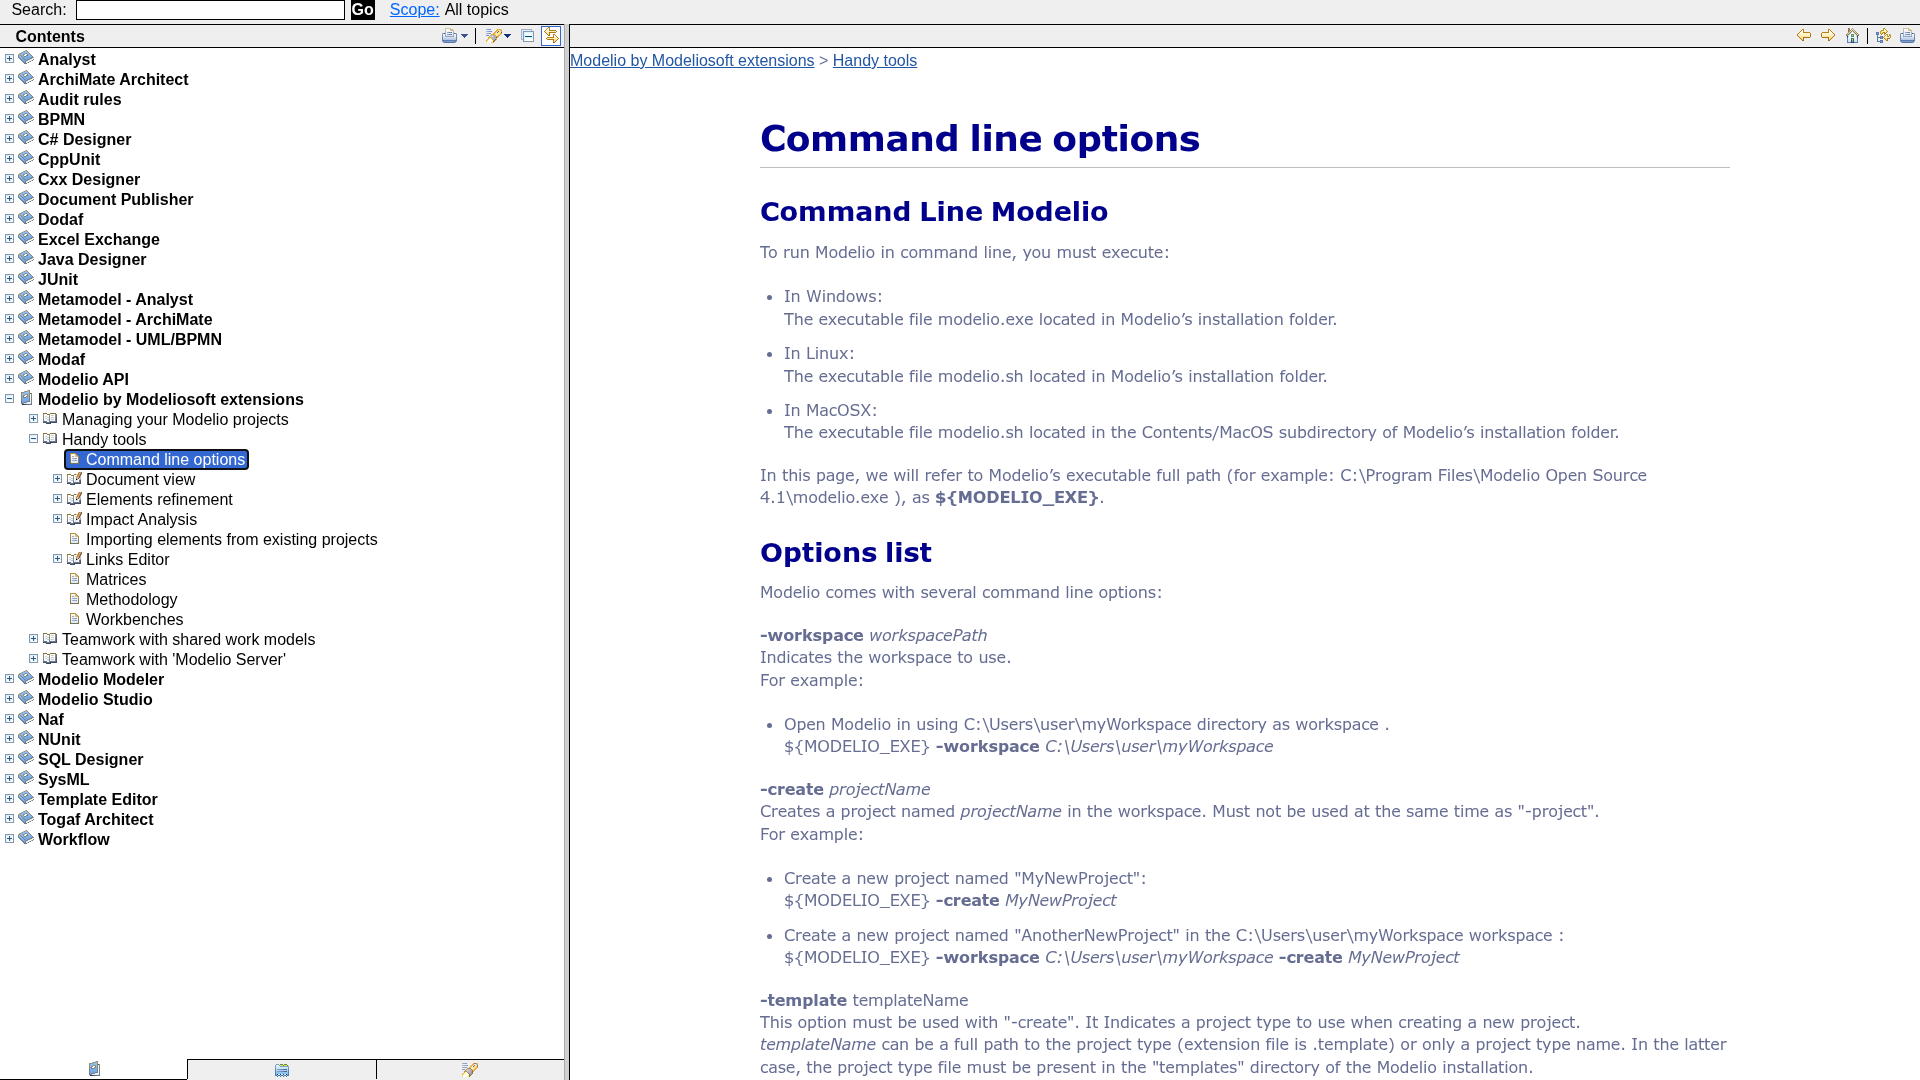 Search: Go Scope: All topics
Contents
Analyst
ArchiMate Architect
Audit rules
BPMN
C# Designer
CppUnit
Cxx Designer
Document Publisher
Dodaf
Excel Exchange
Java Designer
JUnit
Metamodel - Analyst
Metamodel - ArchiMate
Metamodel - UML/BPMN
Modaf
Modelio API
Modelio by Modeliosoft extensions
Managing your Modelio projects
Handy tools
Command line options
Document view
Elements refinement
Impact Analysis
Importing elements from existing projects
Links Editor
Matrices
Methodology
Workbenches
Teamwork with shared work models
Teamwork with 'Modelio Server'
Modelio Modeler
Modelio Studio
Naf
NUnit
SQL Designer
SysML
Template Editor
Togaf Architect
Workflow
Modelio by Modeliosoft extensions > Handy tools
Command line options
Command Line Modelio
To run Modelio in command line, you must execute:
• In Windows:
The executable file modelio.exe located in Modelio’s installation folder.
• In Linux:
The executable file modelio.sh located in Modelio’s installation folder.
• In MacOSX:
The executable file modelio.sh located in the Contents/MacOS subdirectory of Modelio’s installation folder.
In this page, we will refer to Modelio’s executable full path (for example: C:\Program Files\Modelio Open Source
4.1\modelio.exe ), as ${MODELIO_EXE}.
Options list
Modelio comes with several command line options:
-workspace workspacePath
Indicates the workspace to use.
For example:
• Open Modelio in using C:\Users\user\myWorkspace directory as workspace .
${MODELIO_EXE} -workspace C:\Users\user\myWorkspace
-create projectName
Creates a project named projectName in the workspace. Must not be used at the same time as "-project".
For example:
• Create a new project named "MyNewProject":
${MODELIO_EXE} -create MyNewProject
• Create a new project named "AnotherNewProject" in the C:\Users\user\myWorkspace workspace :
${MODELIO_EXE} -workspace C:\Users\user\myWorkspace -create MyNewProject
-template templateName
This option must be used with "-create". It Indicates a project type to use when creating a new project.
templateName can be a full path to the project type (extension file is .template) or only a project type name. In the latter
case, the project type file must be present in the "templates" directory of the Modelio installation.